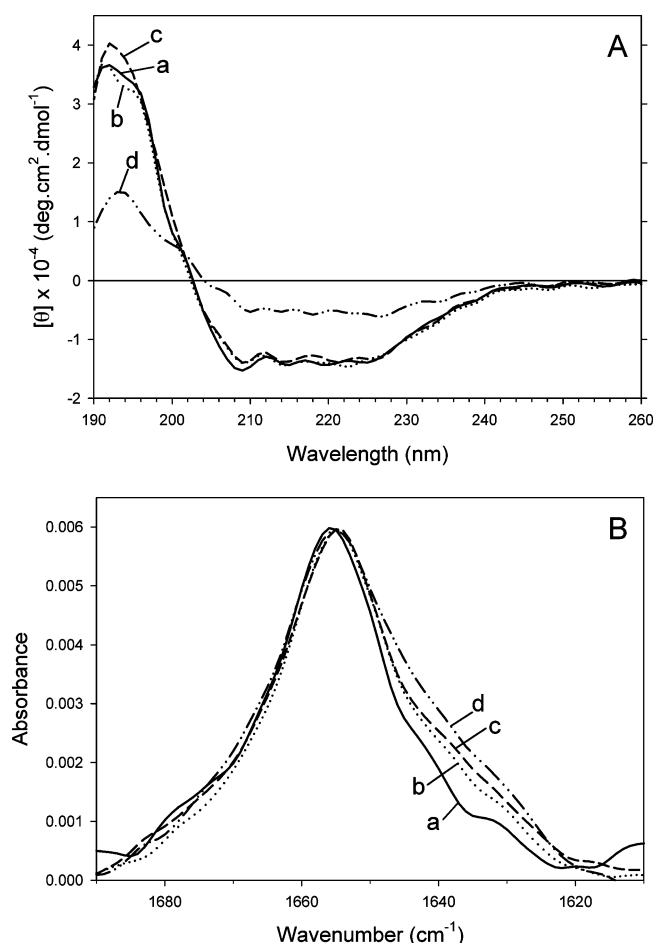 A
4
3
2
1
0
-1
-2
c
a
b
d
[θ] x 10⁻⁴ (deg.cm².dmol⁻¹)
190 200 210 220 230 240 250 260
Wavelength (nm)
B
0.006
0.005
0.004
0.003
0.002
0.001
0.000
d
c
b
a
Absorbance
1680 1660 1640 1620
Wavenumber (cm⁻¹)